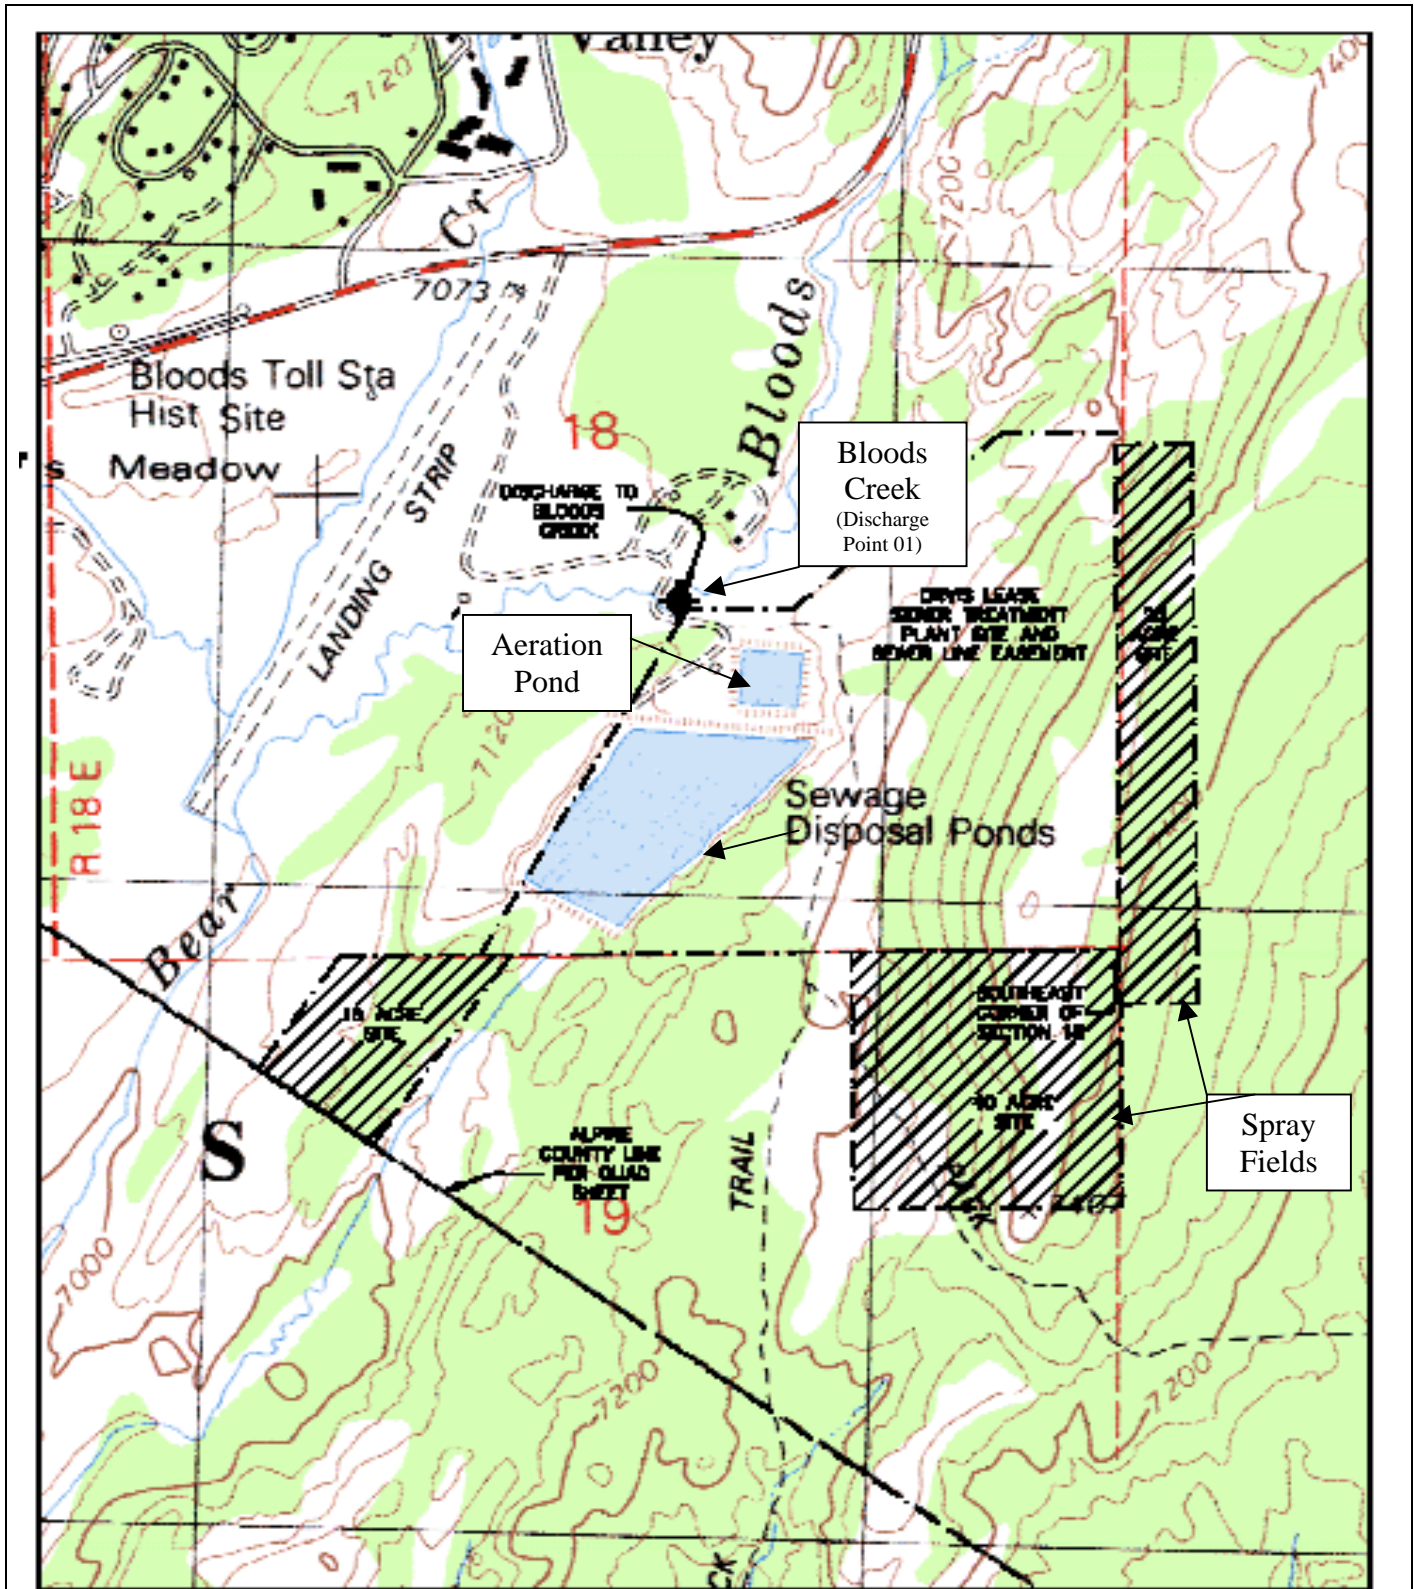 Valley
7120
7400
7200
Cr
7073
Bloods
Bloods Toll Sta
Hist Site
s Meadow
18
LANDING STRIP
DISCHARGE TO
BLOODS
CREEK
Bloods
Creek
(Discharge
Point 01)
SEWER TREATMENT
PLANT SITE AND
SEWER LINE EASEMENT
ACRE
Aeration
Pond
7120
R 18 E
Sewage
Disposal Ponds
Bear
ACRE
SITE
SOUTHEAST
CORNER OF
SECTION 18
40 ACRE
SITE
Spray
Fields
S
ALPINE
COUNTY LINE
PER QUAD
SHEET
19
TRAIL
7000
7200
7200
CK